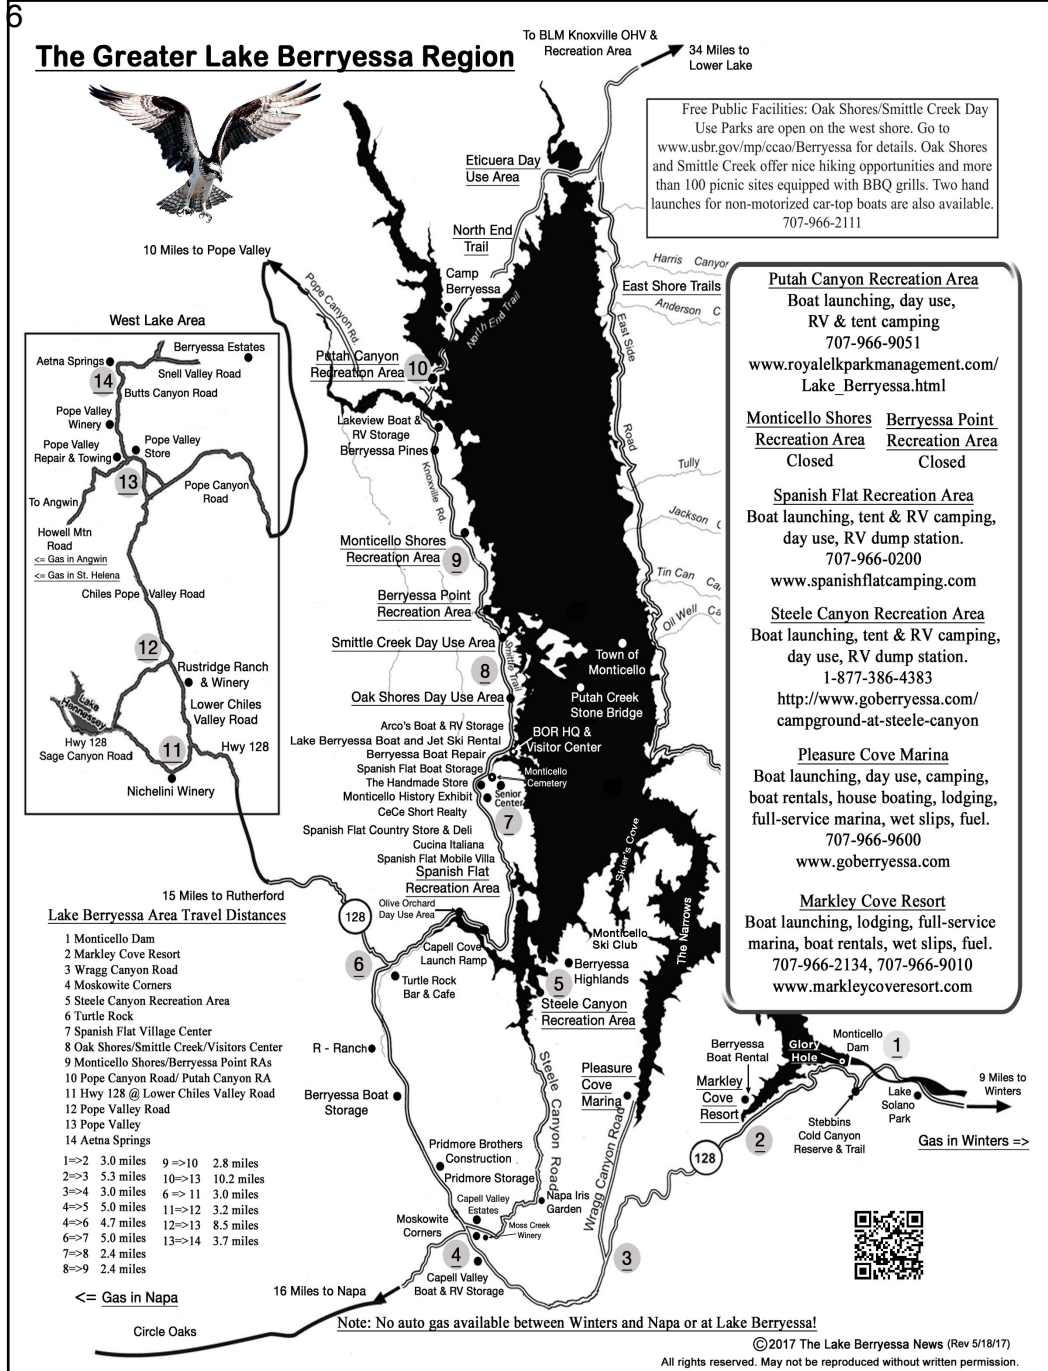 6
The Greater Lake Berryessa Region
To BLM Knoxville OHV &
Recreation Area
34 Miles to
Lower Lake
Free Public Facilities: Oak Shores/Smittle Creek Day
Use Parks are open on the west shore. Go to
www.usbr.gov/mp/ccao/Berryessa for details. Oak Shores
and Smittle Creek offer nice hiking opportunities and more
than 100 picnic sites equipped with BBQ grills. Two hand
launches for non-motorized car-top boats are also available.
707-966-2111
Eticuera Day
Use Area
North End
Trail
Camp
Berryessa
North End Trail
10 Miles to Pope Valley
Pope Canyon Rd.
Harris Canyon
East Shore Trails
Anderson C
East Side
Road
Tully
Jackson C
Tin Can Ca
Oil Well Ca
West Lake Area
Aetna Springs
Berryessa Estates
14
Snell Valley Road
Butts Canyon Road
Pope Valley
Winery
Pope Valley
Repair & Towing
Pope Valley
Store
13
To Angwin
Pope Canyon
Road
Howell Mtn
Road
<= Gas in Angwin
<= Gas in St. Helena
Chiles Pope Valley Road
12
Rustridge Ranch
& Winery
Lake
Hennessey
Lower Chiles
Valley Road
Hwy 128
Sage Canyon Road
11
Hwy 128
Nichelini Winery
Putah Canyon
Recreation Area
10
Lakeview Boat &
RV Storage
Berryessa Pines
Knoxville Rd.
Monticello Shores
Recreation Area
9
Berryessa Point
Recreation Area
Smittle Creek Day Use Area
Smittle Trail
8
Oak Shores Day Use Area
Town of
Monticello
Putah Creek
Stone Bridge
Arco's Boat & RV Storage
Lake Berryessa Boat and Jet Ski Rental
Berryessa Boat Repair
Spanish Flat Boat Storage
The Handmade Store
Monticello History Exhibit
CeCe Short Realty
BOR HQ &
Visitor Center
Monticello
Cemetery
Senior
Center
7
Spanish Flat Country Store & Deli
Cucina Italiana
Spanish Flat Mobile Villa
Spanish Flat
Recreation Area
Olive Orchard
Day Use Area
Skier's Cove
The Narrows
Monticello
Ski Club
Capell Cove
Launch Ramp
Berryessa
Highlands
5
Steele Canyon
Recreation Area
15 Miles to Rutherford
128
6
Turtle Rock
Bar & Cafe
R - Ranch
Berryessa Boat
Storage
Steele Canyon Road
Pleasure
Cove
Marina
Wragg Canyon Road
Pridmore Brothers
Construction
Pridmore Storage
Capell Valley
Estates
Napa Iris
Garden
Moskowite
Corners
Moss Creek
Winery
4
Capell Valley
Boat & RV Storage
3
16 Miles to Napa
Circle Oaks
Putah Canyon Recreation Area
Boat launching, day use,
RV & tent camping
707-966-9051
www.royalelkparkmanagement.com/
Lake_Berryessa.html
Monticello Shores
Recreation Area
Closed
Berryessa Point
Recreation Area
Closed
Spanish Flat Recreation Area
Boat launching, tent & RV camping,
day use, RV dump station.
707-966-0200
www.spanishflatcamping.com
Steele Canyon Recreation Area
Boat launching, tent & RV camping,
day use, RV dump station.
1-877-386-4383
http://www.goberryessa.com/
campground-at-steele-canyon
Pleasure Cove Marina
Boat launching, day use, camping,
boat rentals, house boating, lodging,
full-service marina, wet slips, fuel.
707-966-9600
www.goberryessa.com
Markley Cove Resort
Boat launching, lodging, full-service
marina, boat rentals, wet slips, fuel.
707-966-2134, 707-966-9010
www.markleycoveresort.com
Berryessa
Boat Rental
Glory
Hole
Monticello
Dam
1
Markley
Cove
Resort
2
128
Stebbins
Cold Canyon
Reserve & Trail
Lake
Solano
Park
9 Miles to
Winters
Gas in Winters =>
Lake Berryessa Area Travel Distances
1 Monticello Dam
2 Markley Cove Resort
3 Wragg Canyon Road
4 Moskowite Corners
5 Steele Canyon Recreation Area
6 Turtle Rock
7 Spanish Flat Village Center
8 Oak Shores/Smittle Creek/Visitors Center
9 Monticello Shores/Berryessa Point RAs
10 Pope Canyon Road/ Putah Canyon RA
11 Hwy 128 @ Lower Chiles Valley Road
12 Pope Valley Road
13 Pope Valley
14 Aetna Springs
1=>2 3.0 miles 9 =>10 2.8 miles
2=>3 5.3 miles 10=>13 10.2 miles
3=>4 3.0 miles 6 => 11 3.0 miles
4=>5 5.0 miles 11=>12 3.2 miles
4=>6 4.7 miles 12=>13 8.5 miles
6=>7 5.0 miles 13=>14 3.7 miles
7=>8 2.4 miles
8=>9 2.4 miles
<= Gas in Napa
Note: No auto gas available between Winters and Napa or at Lake Berryessa!
©2017 The Lake Berryessa News (Rev 5/18/17)
All rights reserved. May not be reproduced without written permission.